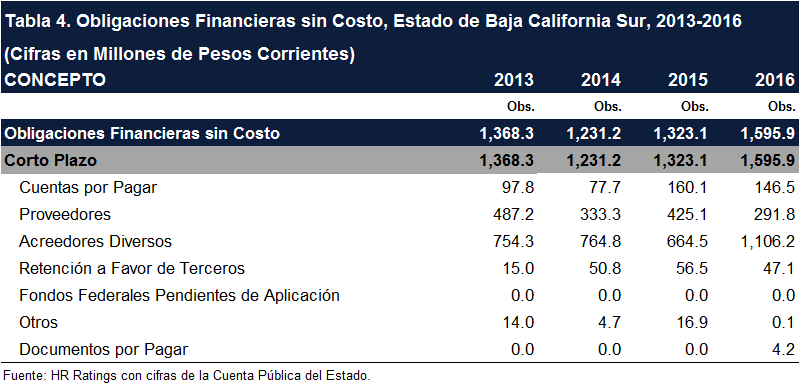 Tabla 4. Obligaciones Financieras sin Costo, Estado de Baja California Sur, 2013-2016
(Cifras en Millones de Pesos Corrientes)
CONCEPTO 2013 2014 2015 2016
Obs. Obs. Obs. Obs.
Obligaciones Financieras sin Costo 1,368.3 1,231.2 1,323.1 1,595.9
Corto Plazo 1,368.3 1,231.2 1,323.1 1,595.9
Cuentas por Pagar 97.8 77.7 160.1 146.5
Proveedores 487.2 333.3 425.1 291.8
Acreedores Diversos 754.3 764.8 664.5 1,106.2
Retención a Favor de Terceros 15.0 50.8 56.5 47.1
Fondos Federales Pendientes de Aplicación 0.0 0.0 0.0 0.0
Otros 14.0 4.7 16.9 0.1
Documentos por Pagar 0.0 0.0 0.0 4.2
Fuente: HR Ratings con cifras de la Cuenta Pública del Estado.